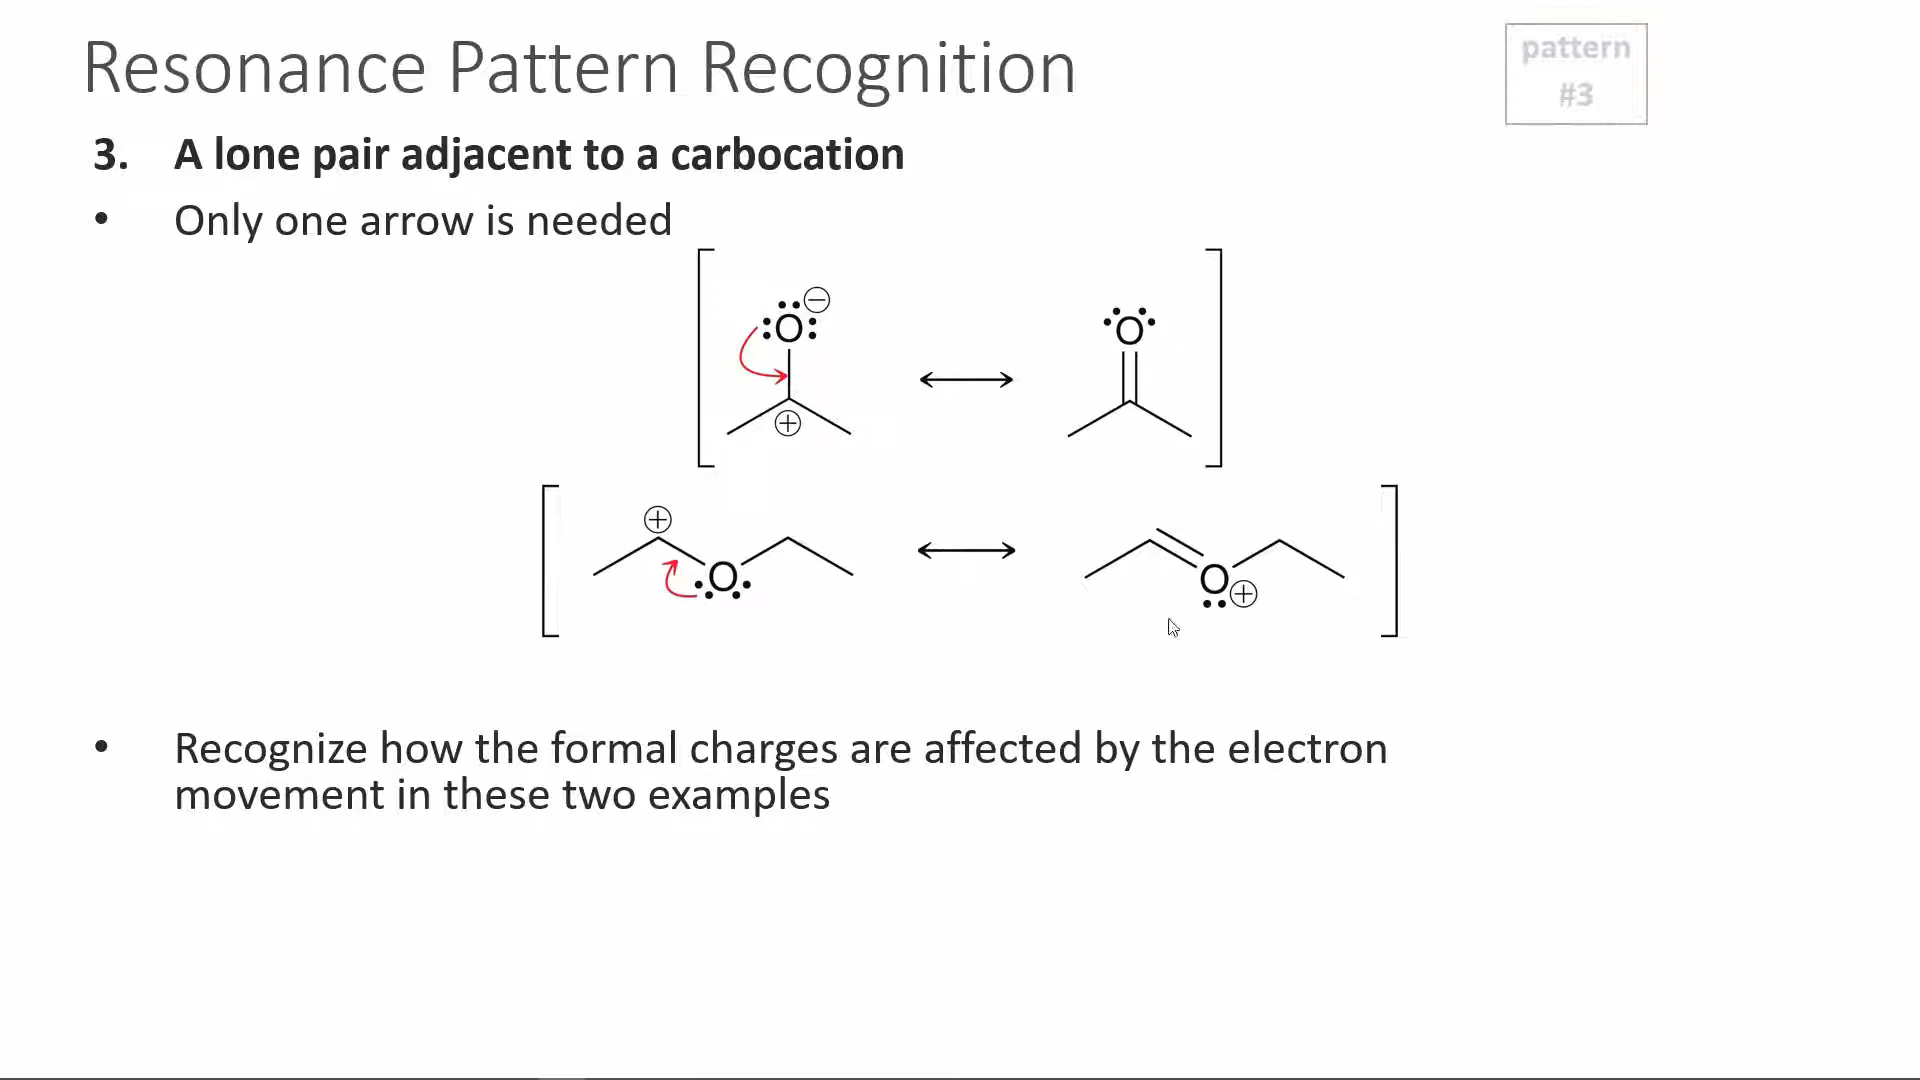 Resonance Pattern Recognition
pattern
#3
3. A lone pair adjacent to a carbocation
• Only one arrow is needed
O ⊖
⊕
O
⊕
O
O ⊕
• Recognize how the formal charges are affected by the electron
movement in these two examples